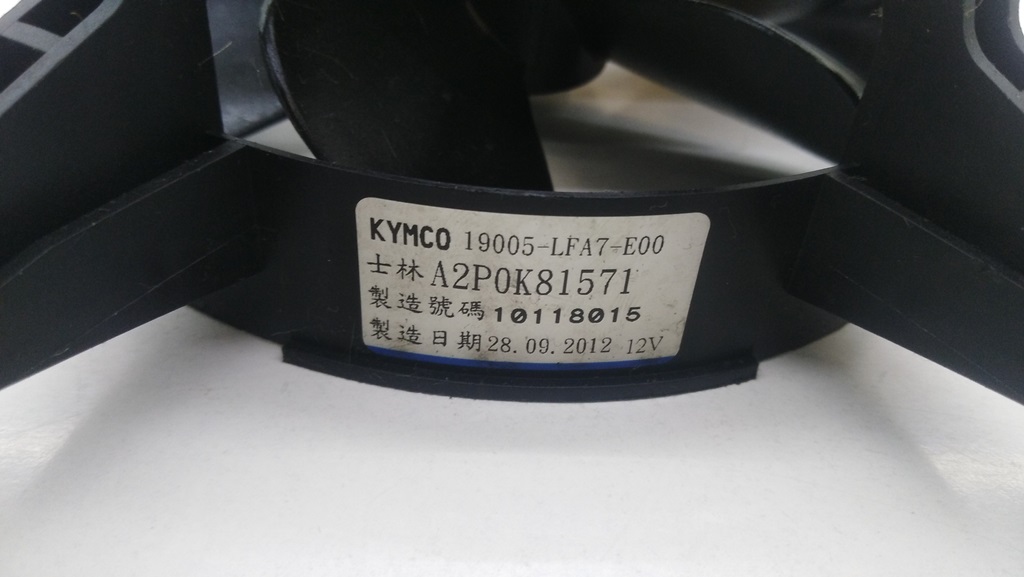 KYMCO 19005-LFA7-E00
士林 A2P0K81571
製造號碼 10118015
製造日期 28.09.2012 12V